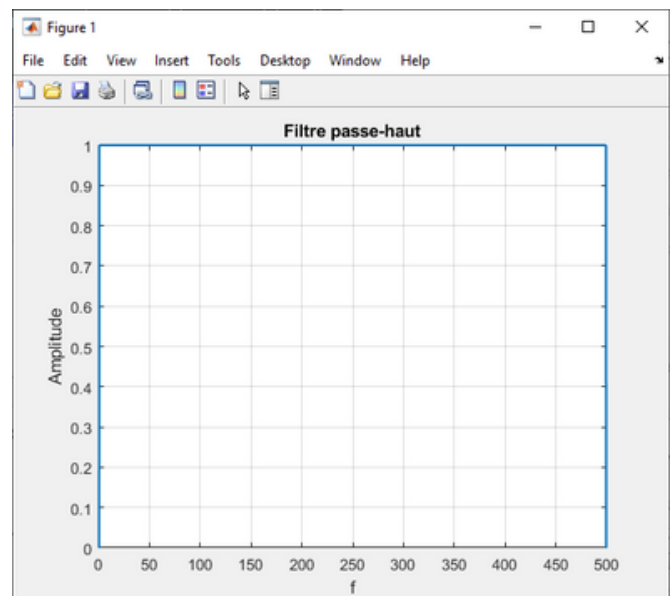 Figure 1
File Edit View Insert Tools Desktop Window Help
Filtre passe-haut
1
0.9
0.8
0.7
0.6
0.5
0.4
0.3
0.2
0.1
0
Amplitude
0 50 100 150 200 250 300 350 400 450 500
f